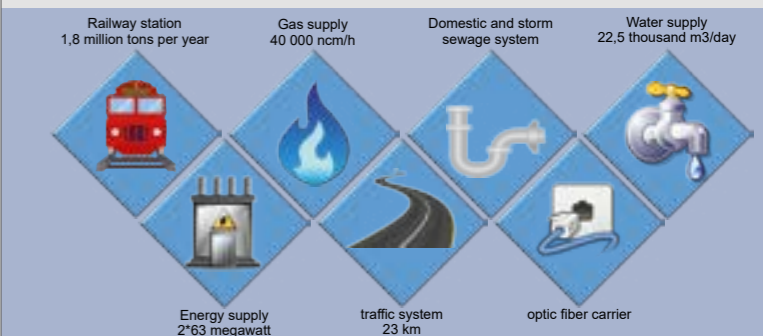 Railway station
1,8 million tons per year
Gas supply
40 000 ncm/h
Domestic and storm
sewage system
Water supply
22,5 thousand m3/day
Energy supply
2*63 megawatt
traffic system
23 km
optic fiber carrier